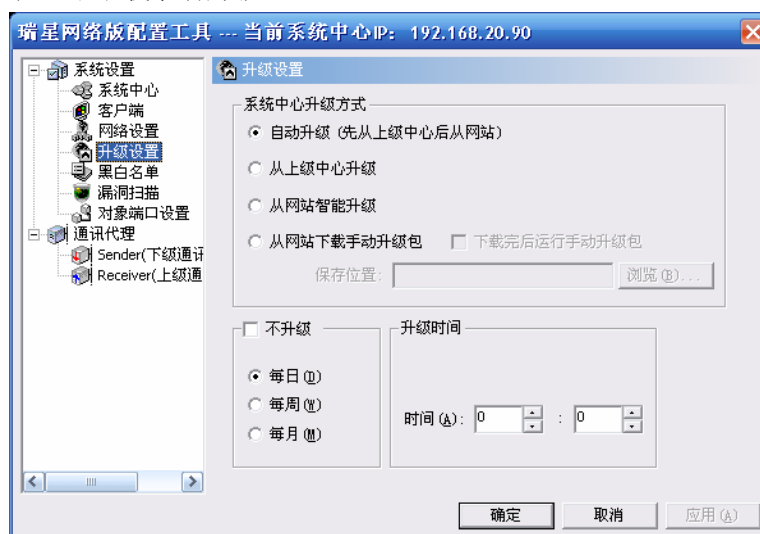 瑞星网络版配置工具 --- 当前系统中心IP: 192.168.20.90
系统设置
系统中心
客户端
网络设置
升级设置
黑白名单
漏洞扫描
对象端口设置
通讯代理
Sender(下级通讯
Receiver(上级通
升级设置
系统中心升级方式
自动升级 (先从上级中心后从网站)
从上级中心升级
从网站智能升级
从网站下载手动升级包 下载完后运行手动升级包
保存位置: 浏览(B)...
不升级
每日(D)
每周(W)
每月(M)
升级时间
时间(A): 0 : 0
确定 取消 应用(A)